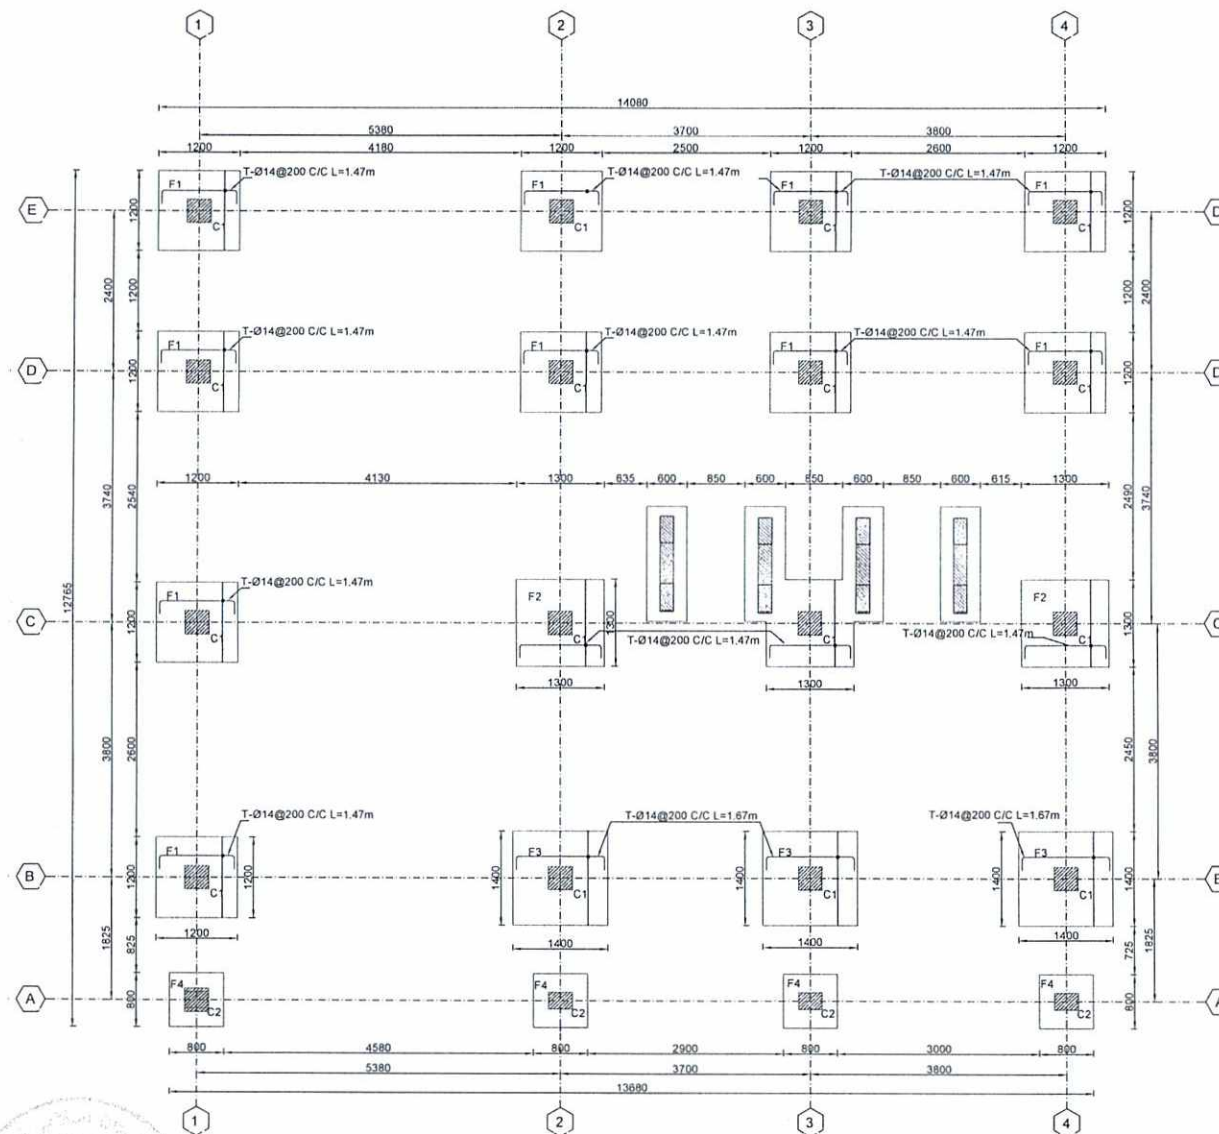 1 2 3 4
14080
5380 3700 3800
1200 4180 1200 2500 1200 2600 1200
T-Ø14@200 C/C L=1.47m T-Ø14@200 C/C L=1.47m T-Ø14@200 C/C L=1.47m
F1 F1 F1 F1
E 1200 C1 C1 C1 C1 1200 D
2400 1200 1200 2400
T-Ø14@200 C/C L=1.47m T-Ø14@200 C/C L=1.47m T-Ø14@200 C/C L=1.47m
F1 F1 F1 F1
D 1200 C1 C1 C1 C1 1200 D
1200 4130 1300 635 600 850 600 850 600 850 600 615 1300
3740 2540 2490 3740
12765
T-Ø14@200 C/C L=1.47m
F1 F2 F2
C 1200 C1 C1 1300 C1 C1 1300 C
T-Ø14@200 C/C L=1.47m T-Ø14@200 C/C L=1.47m
1300 1300 1300
3800 2600 2450 3800
T-Ø14@200 C/C L=1.47m T-Ø14@200 C/C L=1.67m T-Ø14@200 C/C L=1.67m
F1 F3 F3 F3
B 1200 C1 1200 1400 C1 1400 C1 1400 C1 1400 B
1200 1400 1400 1400
1825 825 725 1825
F4 F4 F4 F4
A 800 C2 C2 C2 C2 800 A
800 4580 800 2900 800 3000 800
5380 3700 3800
13680
1 2 3 4